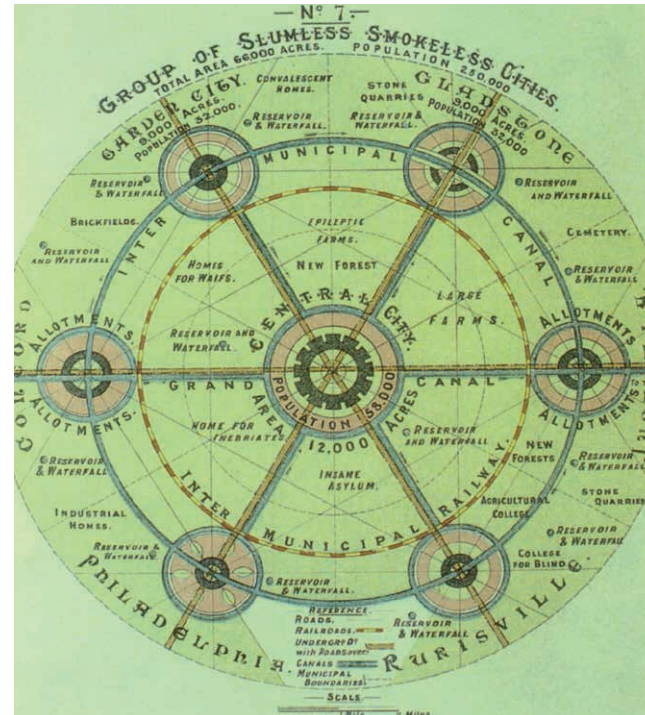 — Nº 7. —
GROUP OF SLUMLESS SMOKELESS CITIES.
TOTAL AREA 66,000 ACRES. POPULATION 250,000
GARDEN CITY
9,000 ACRES.
POPULATION 32,000.
CONVALESCENT
HOMES.
STONE
QUARRIES
GLADSTONE
9,000 ACRES
POPULATION
32,000
RESERVOIR
& WATERFALL.
RESERVOIR &
WATERFALL.
INTER MUNICIPAL CANAL
RESERVOIR
& WATERFALL
RESERVOIR
AND WATERFALL
BRICKFIELDS.
EPILEPTIC
FARMS.
CEMETERY.
RESERVOIR
AND WATERFALL
HOMES
FOR WAIFS.
NEW FOREST
RESERVOIR
& WATERFALL
LARGE
FARMS.
CONCORD
ALLOTMENTS.
RESERVOIR AND
WATERFALL.
CENTRAL CITY.
ALLOTMENTS
GRAND CANAL
POPULATION 58,000
AREA 12,000 ACRES
ALLOTMENTS.
ALLOTMENTS
HOME FOR
INEBRIATES.
RESERVOIR
AND WATERFALL
NEW
FORESTS
RESERVOIR
& WATERFALL
RESERVOIR
& WATERFALL.
INSANE
ASYLUM.
STONE
QUARRIES
INTER MUNICIPAL RAILWAY.
AGRICULTURAL
COLLEGE
INDUSTRIAL
HOMES.
RESERVOIR
& WATERFALL
RESERVOIR &
WATERFALL
COLLEGE
FOR BLIND.
RESERVOIR &
WATERFALL.
PHILADELPHIA.
RURISVILLE.
RESERVOIR
& WATERFALL
REFERENCE
ROADS.
RAILROADS.
UNDERGRD Dº
with ROADS over
CANALS
MUNICIPAL
BOUNDARIES.
SCALE